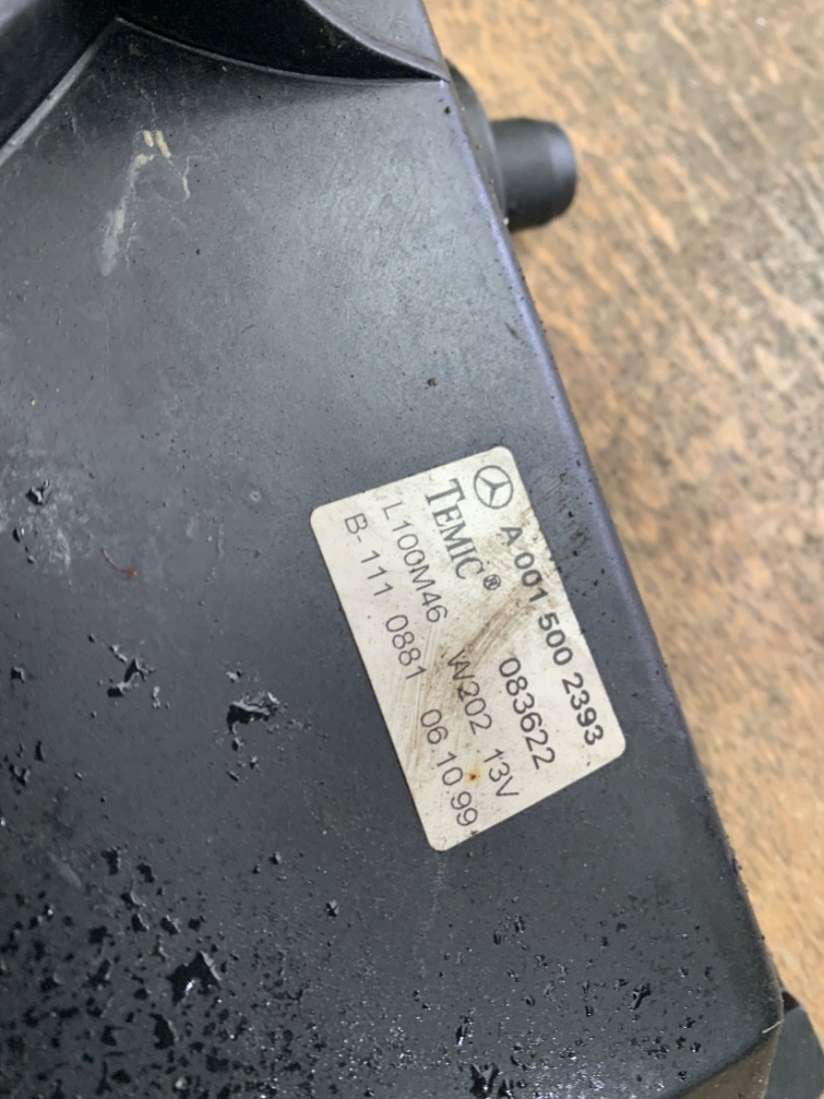 A 001 500 2393
TEMIC® 083622
L100M46 W202 13V
B-111 0881 06 10 99